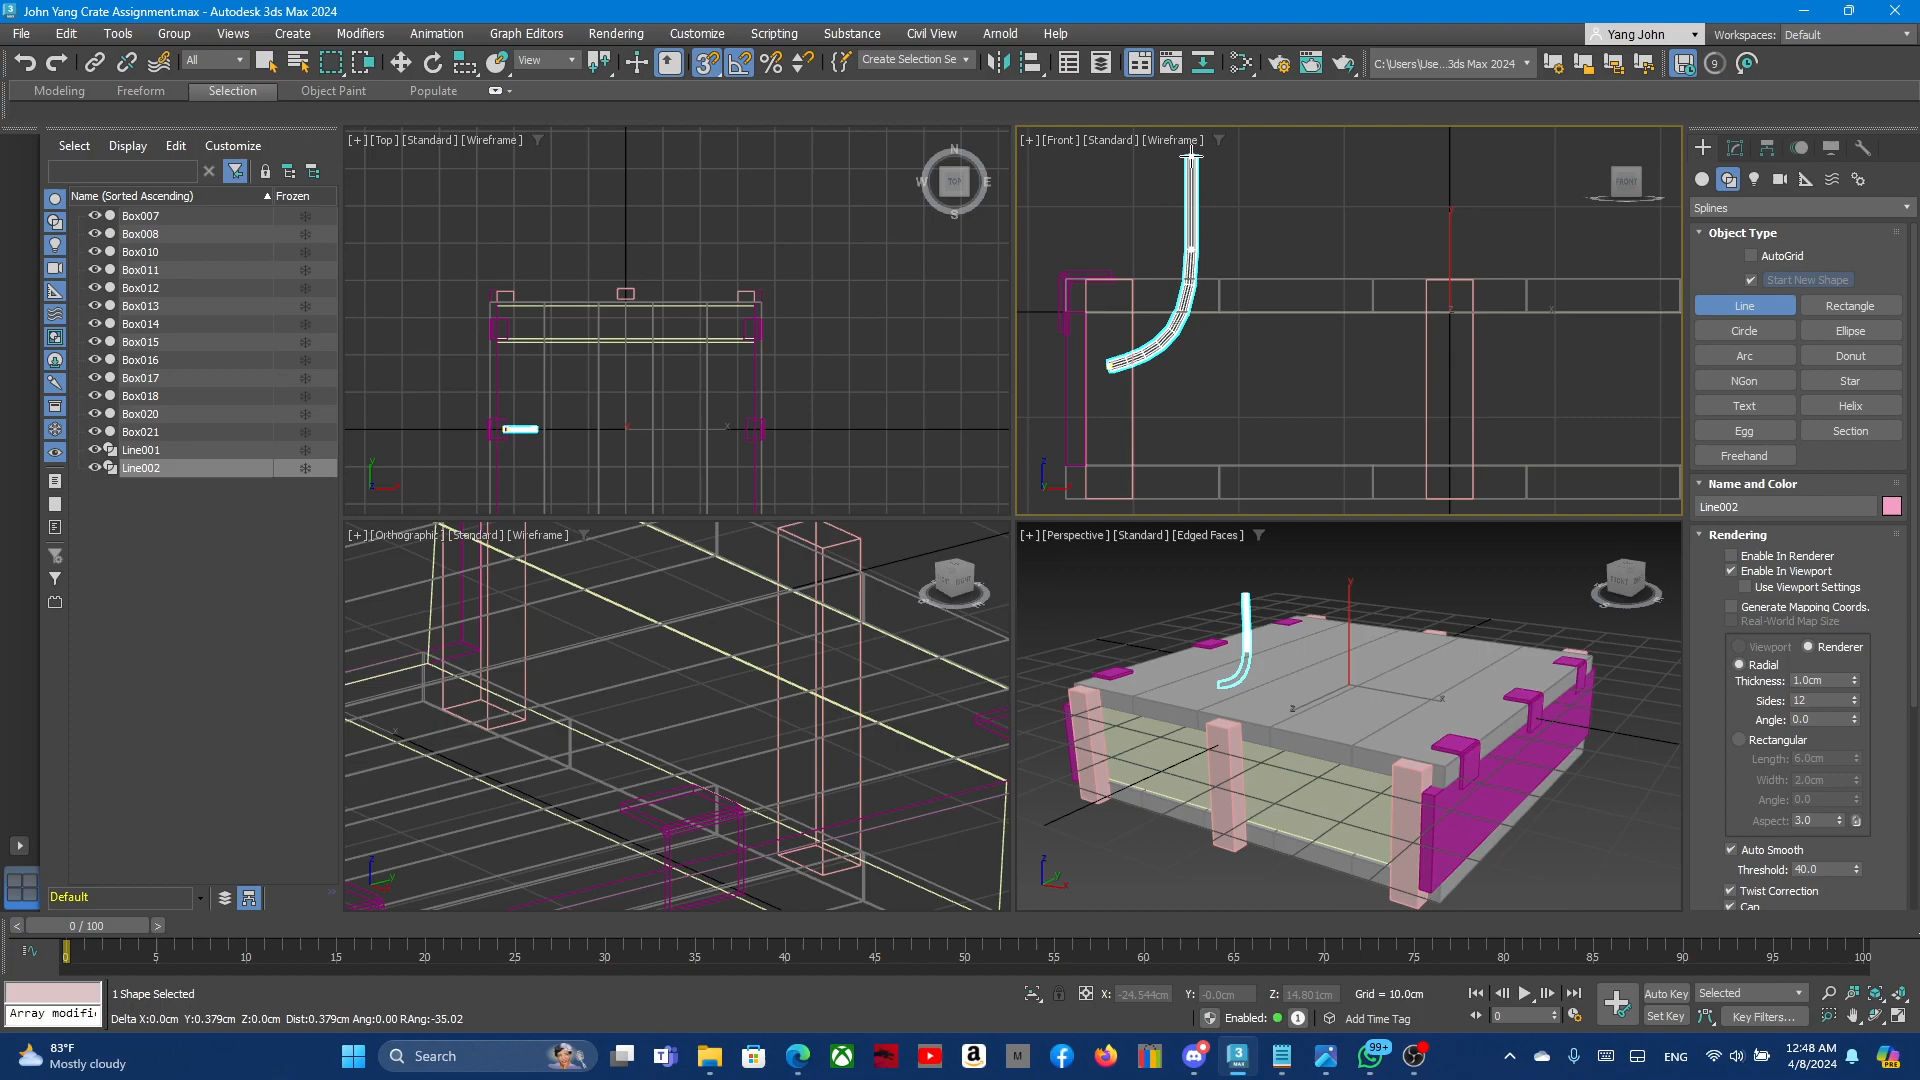 John Yang Crate Assignment.max - Autodesk 3ds Max 2024
File Edit Tools Group Views Create Modifiers Animation Graph Editors Rendering Customize Scripting Substance Civil View Arnold Help
Yang John
Workspaces: Default
All
View
Create Selection Se
C:\Users\Use...3ds Max 2024
9
Modeling Freeform Selection Object Paint Populate
Select Display Edit Customize
Name (Sorted Ascending) Frozen
Box007
Box008
Box010
Box011
Box012
Box013
Box014
Box015
Box016
Box017
Box018
Box020
Box021
Line001
Line002
Default
[+] [Top] [Standard] [Wireframe]
N
W TOP E
S
[+] [Front] [Standard] [Wireframe]
FRONT
[+] [Orthographic] [Standard] [Wireframe]
[+] [Perspective] [Standard] [Edged Faces]
Splines
Object Type
AutoGrid
Start New Shape
Line Rectangle
Circle Ellipse
Arc Donut
NGon Star
Text Helix
Egg Section
Freehand
Name and Color
Line002
Rendering
Enable In Renderer
Enable In Viewport
Use Viewport Settings
Generate Mapping Coords.
Real-World Map Size
Viewport Renderer
Radial
Thickness: 1.0cm
Sides: 12
Angle: 0.0
Rectangular
Length: 6.0cm
Width: 2.0cm
Angle: 0.0
Aspect: 3.0
Auto Smooth
Threshold: 40.0
Twist Correction
Cap
< 0 / 100 >
0 5 10 15 20 25 30 35 40 45 50 55 60 65 70 75 80 85 90 95 100
Array modifi
1 Shape Selected
Delta X:0.0cm Y:0.379cm Z:0.0cm Dist:0.379cm Ang:0.00 RAng:-35.02
X: -24.544cm Y: -0.0cm Z: 14.801cm Grid = 10.0cm
Enabled: 1 Add Time Tag
0
Auto Key Selected
Set Key Key Filters...
83°F
Mostly cloudy
Search
99+
ENG
12:48 AM
4/8/2024